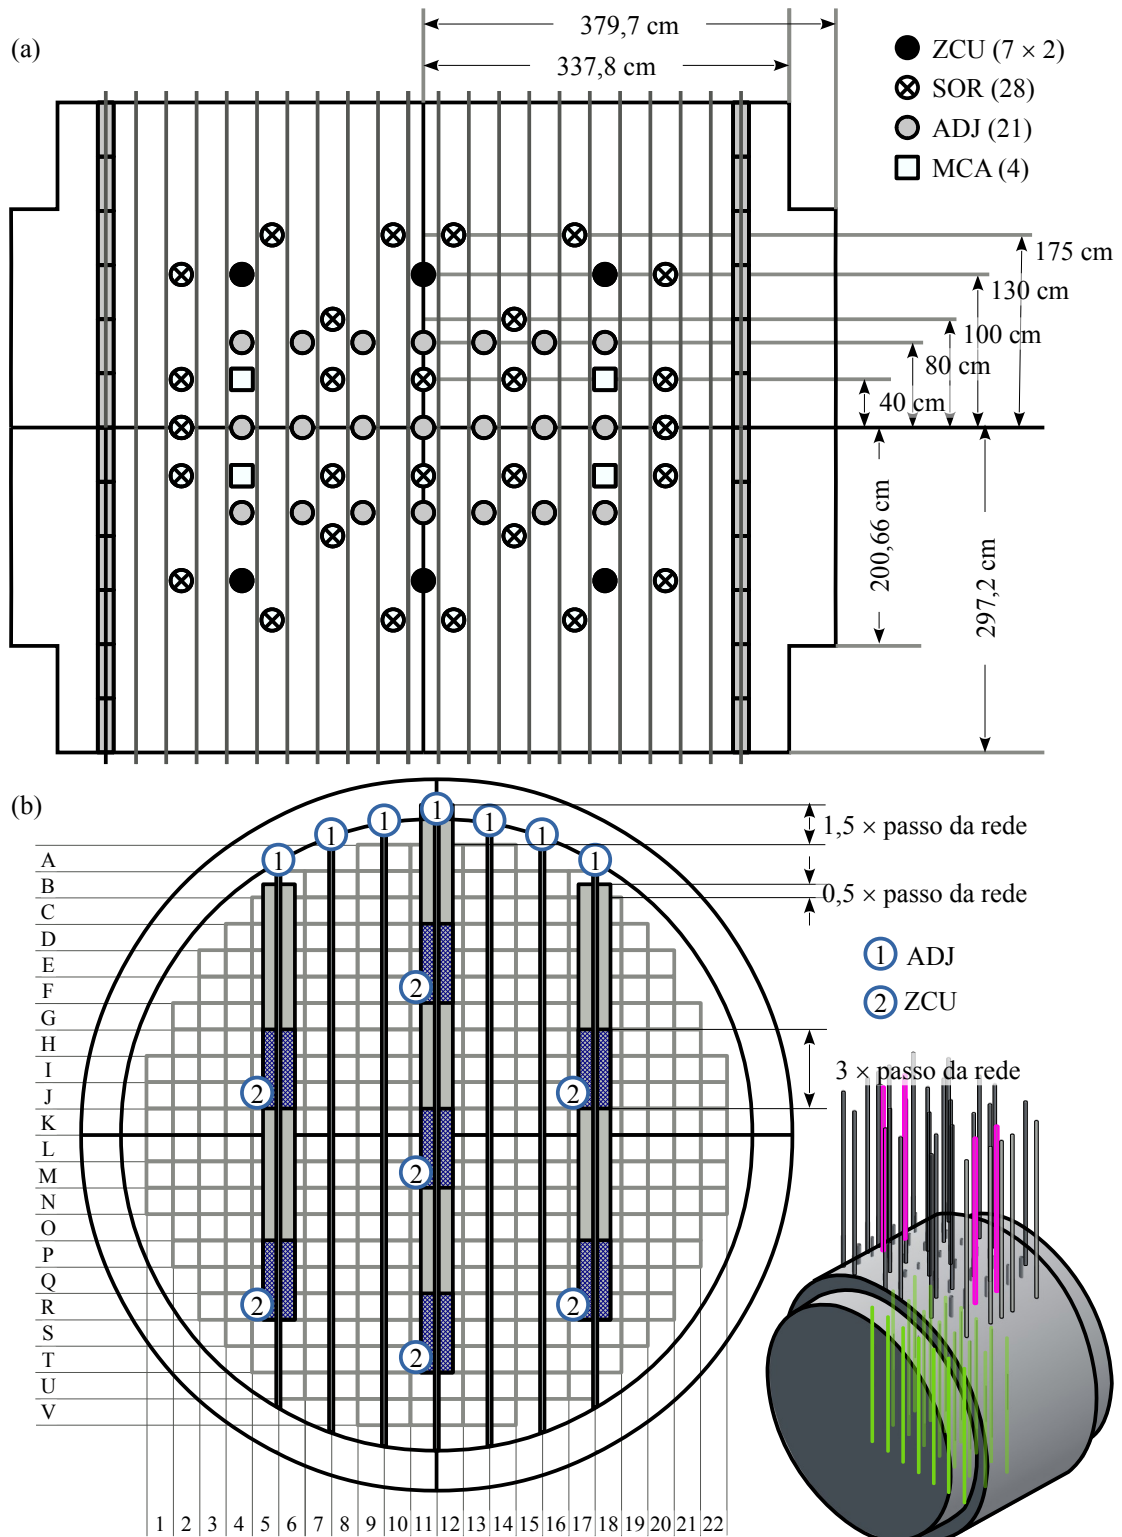 (a)
379,7 cm
337,8 cm
ZCU (7 × 2)
SOR (28)
ADJ (21)
MCA (4)
175 cm
130 cm
100 cm
80 cm
40 cm
200,66 cm
297,2 cm
(b)
1
1
1
1
1
1
1
1,5 × passo da rede
0,5 × passo da rede
1 ADJ
2 ZCU
3 × passo da rede
2
2
2
2
2
2
2
A
B
C
D
E
F
G
H
I
J
K
L
M
N
O
P
Q
R
S
T
U
V
1 2 3 4 5 6 7 8 9 10 11 12 13 14 15 16 17 18 19 20 21 22